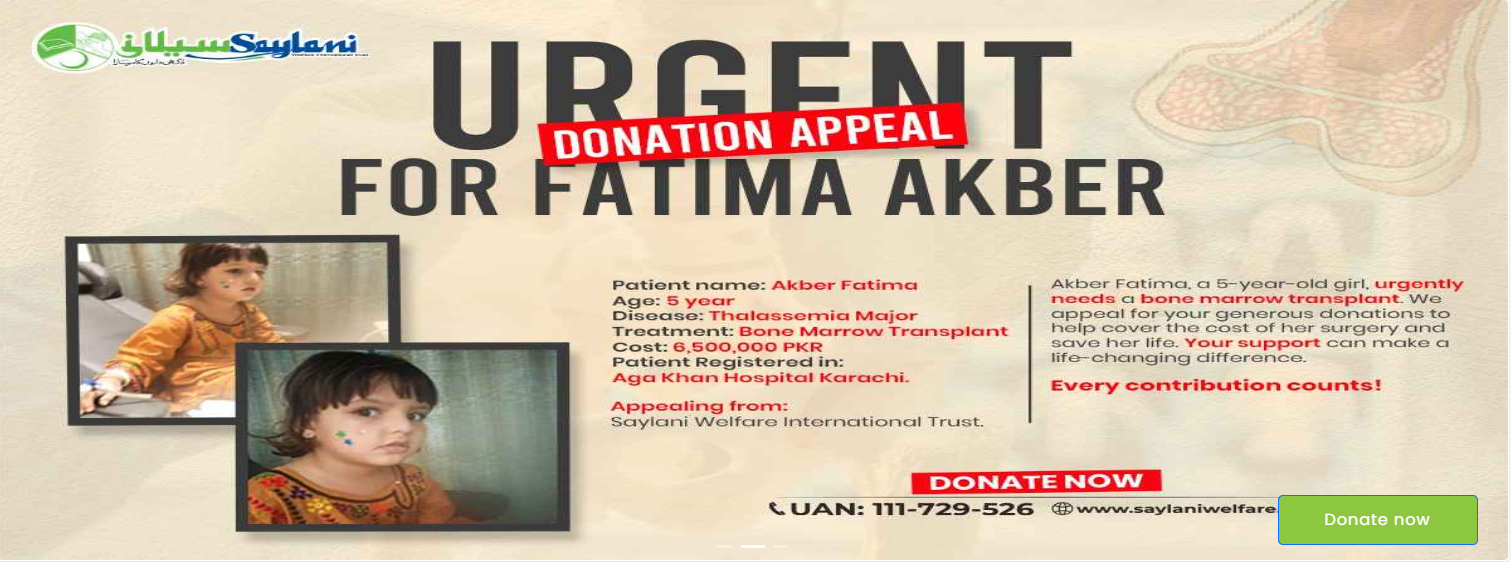 سیلانی Saylani
URGENT
DONATION APPEAL
FOR FATIMA AKBER
Patient name: Akber Fatima
Age: 5 year
Disease: Thalassemia Major
Treatment: Bone Marrow Transplant
Cost: 6,500,000 PKR
Patient Registered in:
Aga Khan Hospital Karachi.
Appealing from:
Saylani Welfare International Trust.
Akber Fatima, a 5-year-old girl, urgently
needs a bone marrow transplant. We
appeal for your generous donations to
help cover the cost of her surgery and
save her life. Your support can make a
life-changing difference.
Every contribution counts!
DONATE NOW
UAN: 111-729-526 www.saylaniwelfare.
Donate now